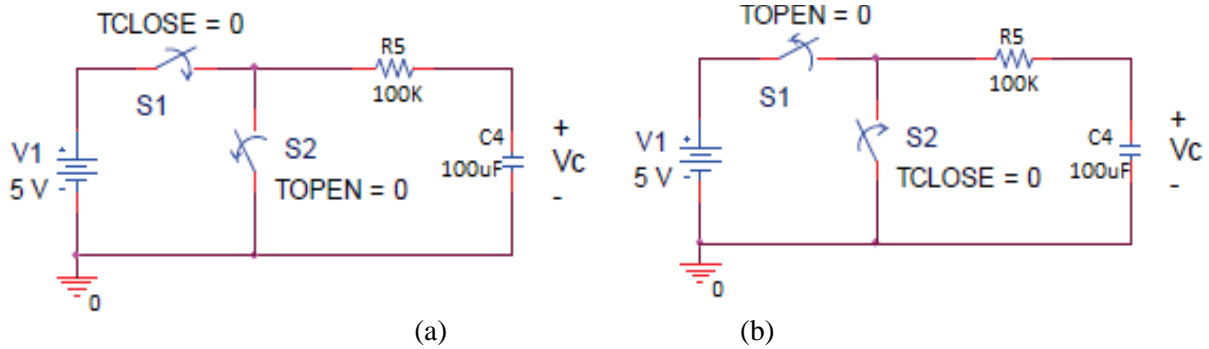 TCLOSE = 0
S1
R5
100K
V1
5 V
+
-
S2
TOPEN = 0
C4
100uF
+
Vc
-
0
(a)
TOPEN = 0
S1
R5
100K
V1
5 V
+
-
S2
TCLOSE = 0
C4
100uF
+
Vc
-
0
(b)